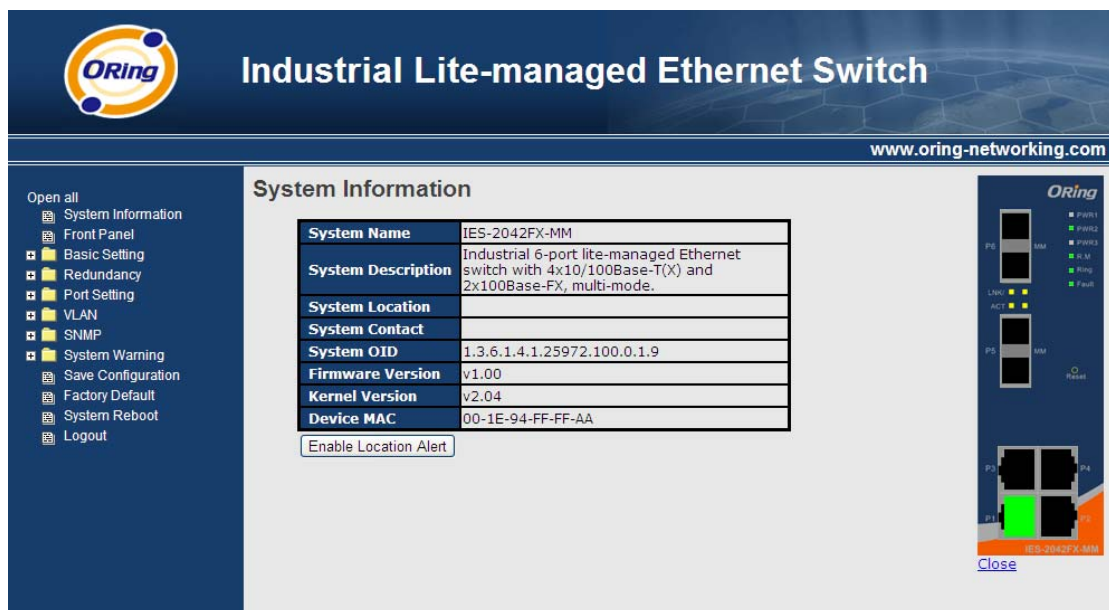 ORing
Industrial Lite-managed Ethernet Switch
www.oring-networking.com
Open all
System Information
Front Panel
Basic Setting
Redundancy
Port Setting
VLAN
SNMP
System Warning
Save Configuration
Factory Default
System Reboot
Logout
System Information
System Name IES-2042FX-MM
System Description Industrial 6-port lite-managed Ethernet
switch with 4x10/100Base-T(X) and
2x100Base-FX, multi-mode.
System Location
System Contact
System OID 1.3.6.1.4.1.25972.100.0.1.9
Firmware Version v1.00
Kernel Version v2.04
Device MAC 00-1E-94-FF-FF-AA
Enable Location Alert
ORing
PWR1
PWR2
PWR3
R.M
Ring
Fault
P6 MM
LNK/
ACT
P5 MM
Reset
P3 P4
P1 P2
IES-2042FX-MM
Close